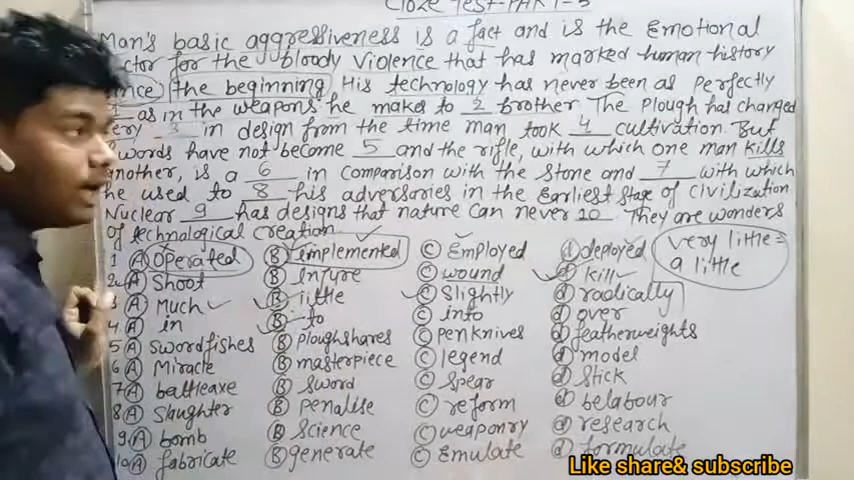 Cloze Test-PART-3
Man's basic aggressiveness is a fact and is the Emotional
ctor for the bloody violence that has marked human history
since the beginning. His technology has never been as perfectly
1 as in the weapons he makes to 2 brother The Plough has changed
very 3 in design from the time man took 4 cultivation. But
words have not become 5 and the rifle, with which one man kills
another, is a 6 in comparison with the Stone and 7 with which
he used to 8 his adversaries in the Earliest stage of civilization
Nuclear 9 has designs that nature can never 10 They are wonders
of technological creation
1 A Operated B implemented C Employed d deployed
2 A Shoot B Injure C wound d kill
3 A Much B little C Slightly d radically
4 A in B to C into d over
5 A Swordfishes B ploughshares C penknives d featherweights
6 A Miracle B masterpiece C legend d model
7 A battleaxe B Sword C Spear d Stick
8 A Slaughter B penalise C reform d belabour
9 A bomb B Science C weaponry d research
10 A fabricate B generate C Emulate d formulate
very little =
a little
Like share& subscribe